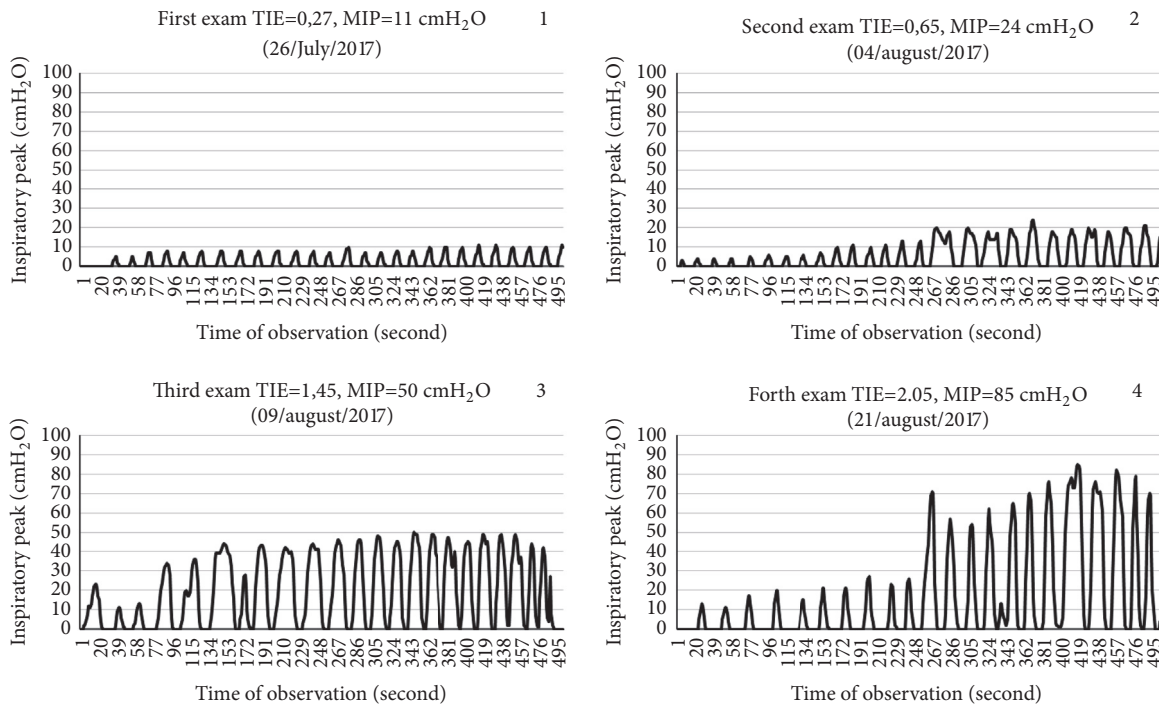 First exam TIE=0,27, MIP=11 cmH₂O 1
(26/July/2017)
Inspiratory peak (cmH₂O)
100
90
80
70
60
50
40
30
20
10
0
1 20 39 58 77 96 115 134 153 172 191 210 229 248 267 286 305 324 343 362 381 400 419 438 457 476 495
Time of observation (second)
Second exam TIE=0,65, MIP=24 cmH₂O 2
(04/august/2017)
Inspiratory peak (cmH₂O)
100
90
80
70
60
50
40
30
20
10
0
1 20 39 58 77 96 115 134 153 172 191 210 229 248 267 286 305 324 343 362 381 400 419 438 457 476 495
Time of observation (second)
Third exam TIE=1,45, MIP=50 cmH₂O 3
(09/august/2017)
Inspiratory peak (cmH₂O)
100
90
80
70
60
50
40
30
20
10
0
1 20 39 58 77 96 115 134 153 172 191 210 229 248 267 286 305 324 343 362 381 400 419 438 457 476 495
Time of observation (second)
Forth exam TIE=2.05, MIP=85 cmH₂O 4
(21/august/2017)
Inspiratory peak (cmH₂O)
100
90
80
70
60
50
40
30
20
10
0
1 20 39 58 77 96 115 134 153 172 191 210 229 248 267 286 305 324 343 362 381 400 419 438 457 476 495
Time of observation (second)